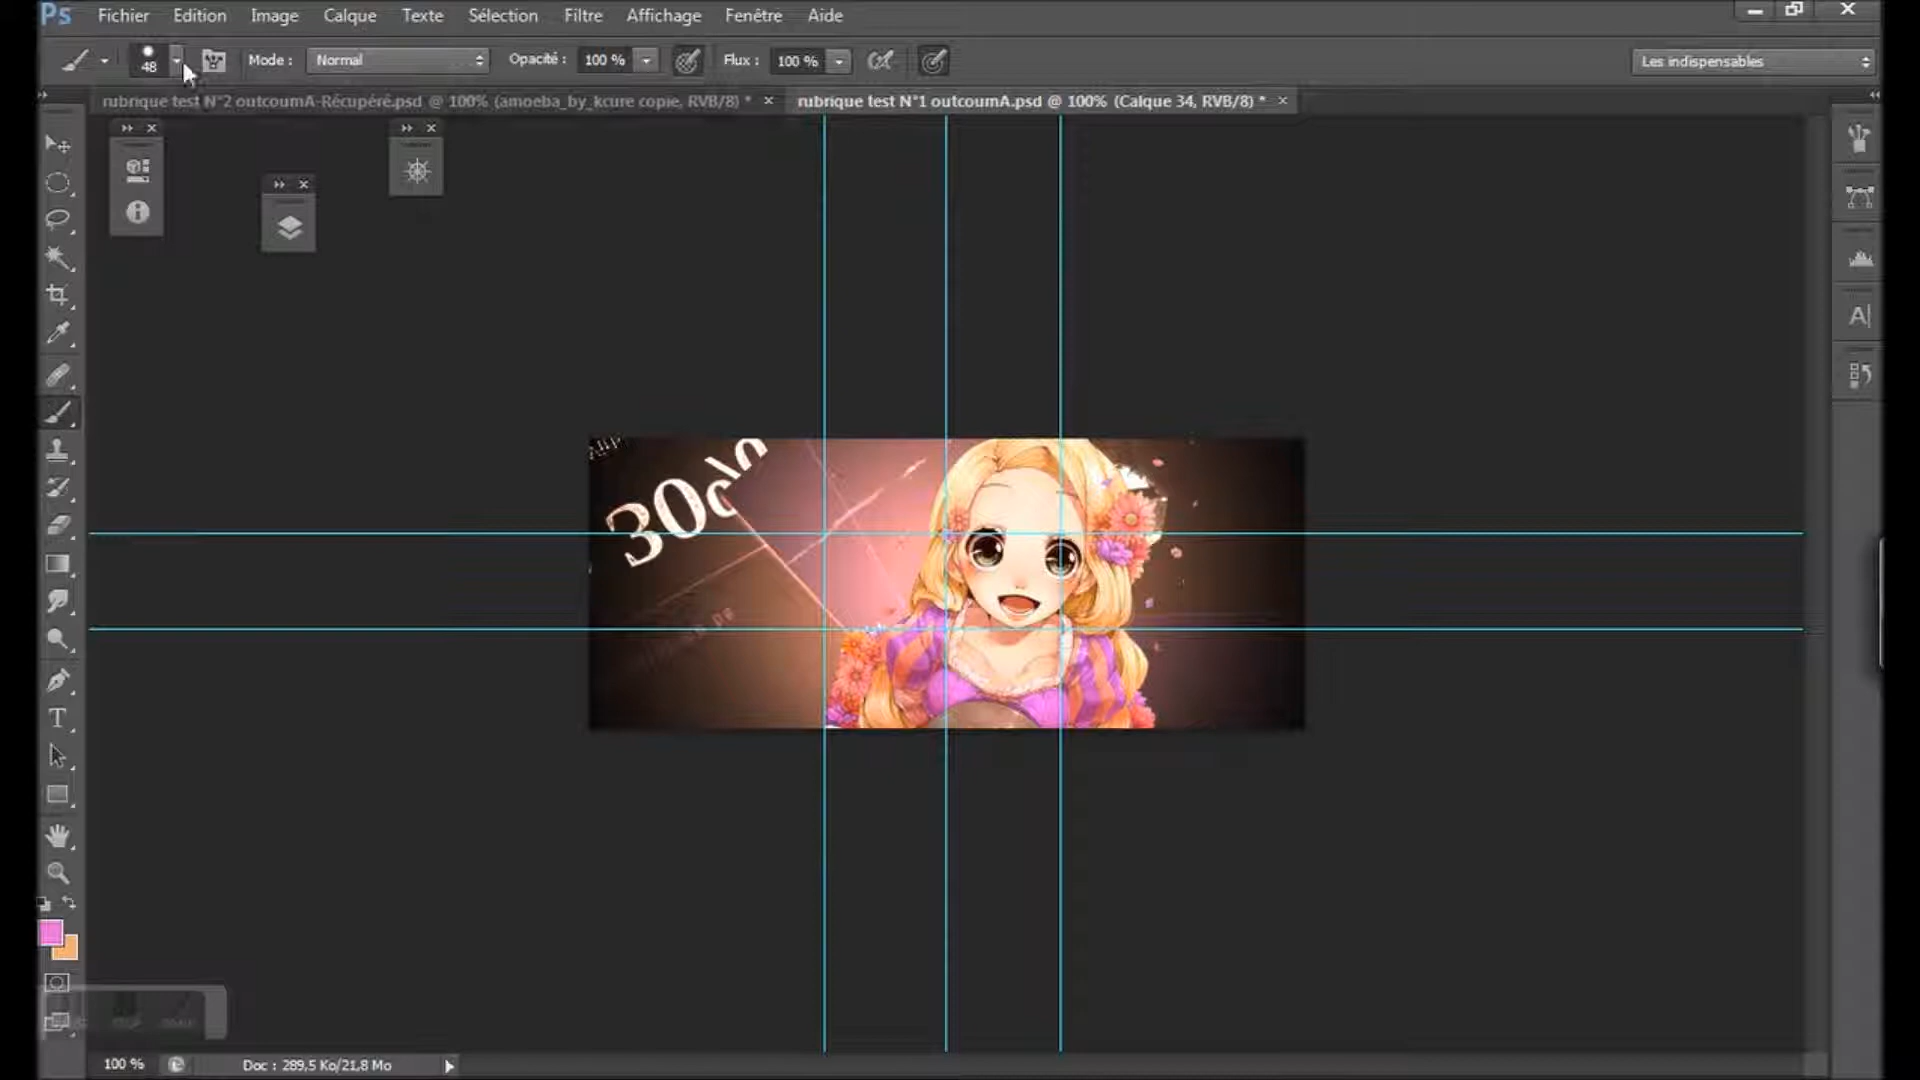 Ps Fichier Edition Image Calque Texte Sélection Filtre Affichage Fenêtre Aide
48 Mode : Normal Opacité : 100 % Flux : 100 % Les indispensables
rubrique test N°2 outcoumA-Récupéré.psd @ 100% (amoeba_by_kcure copie, RVB/8) * × rubrique test N°1 outcoumA.psd @ 100% (Calque 34, RVB/8) * ×
A|
T
100 % Doc : 289,5 Ko/21,8 Mo